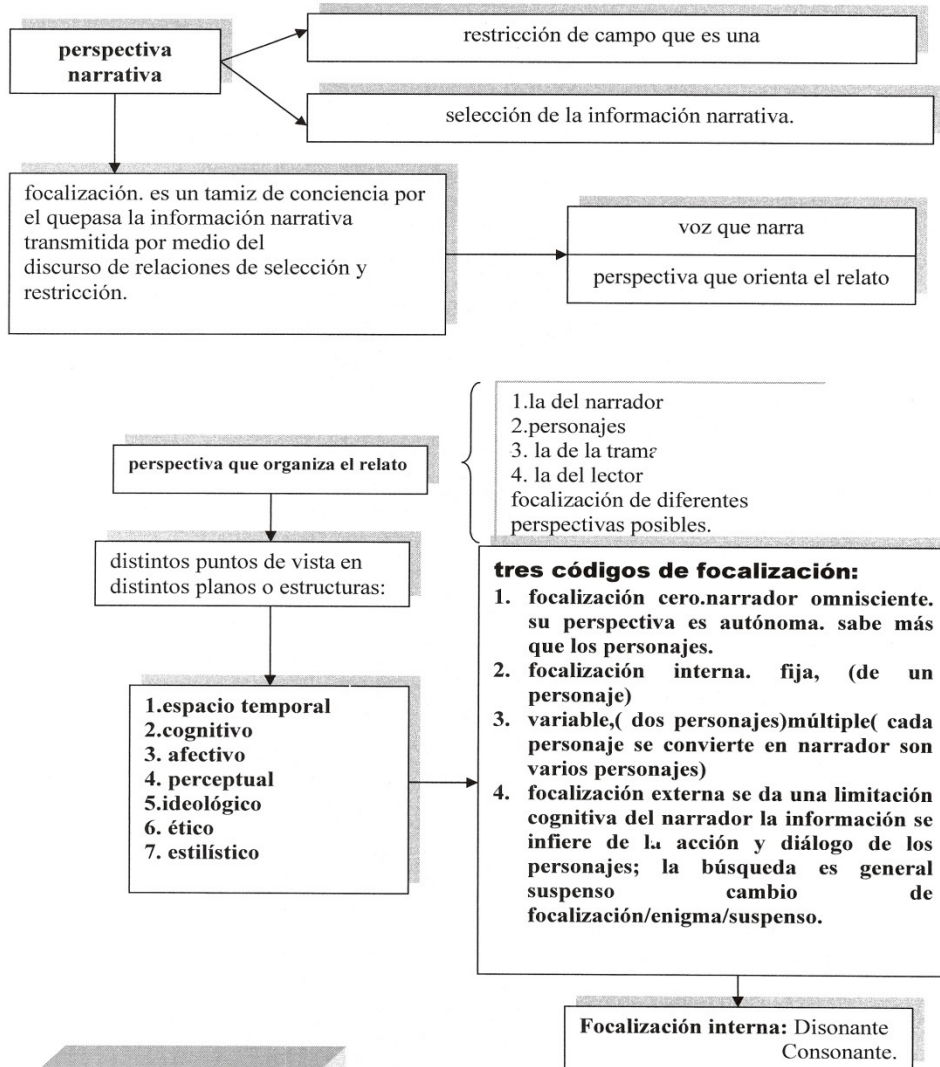 perspectiva
narrativa
restricción de campo que es una
selección de la información narrativa.
focalización. es un tamiz de conciencia por
el quepasa la información narrativa
transmitida por medio del
discurso de relaciones de selección y
restricción.
voz que narra
perspectiva que orienta el relato
perspectiva que organiza el relato
1.la del narrador
2.personajes
3. la de la trama
4. la del lector
focalización de diferentes
perspectivas posibles.
distintos puntos de vista en
distintos planos o estructuras:
1.espacio temporal
2.cognitivo
3. afectivo
4. perceptual
5.ideológico
6. ético
7. estilístico
tres códigos de focalización:
1. focalización cero.narrador omnisciente.
su perspectiva es autónoma. sabe más
que los personajes.
2. focalización interna. fija, (de un
personaje)
3. variable,( dos personajes)múltiple( cada
personaje se convierte en narrador son
varios personajes)
4. focalización externa se da una limitación
cognitiva del narrador la información se
infiere de la acción y diálogo de los
personajes; la búsqueda es general
suspenso cambio de
focalización/enigma/suspenso.
Focalización interna: Disonante
Consonante.